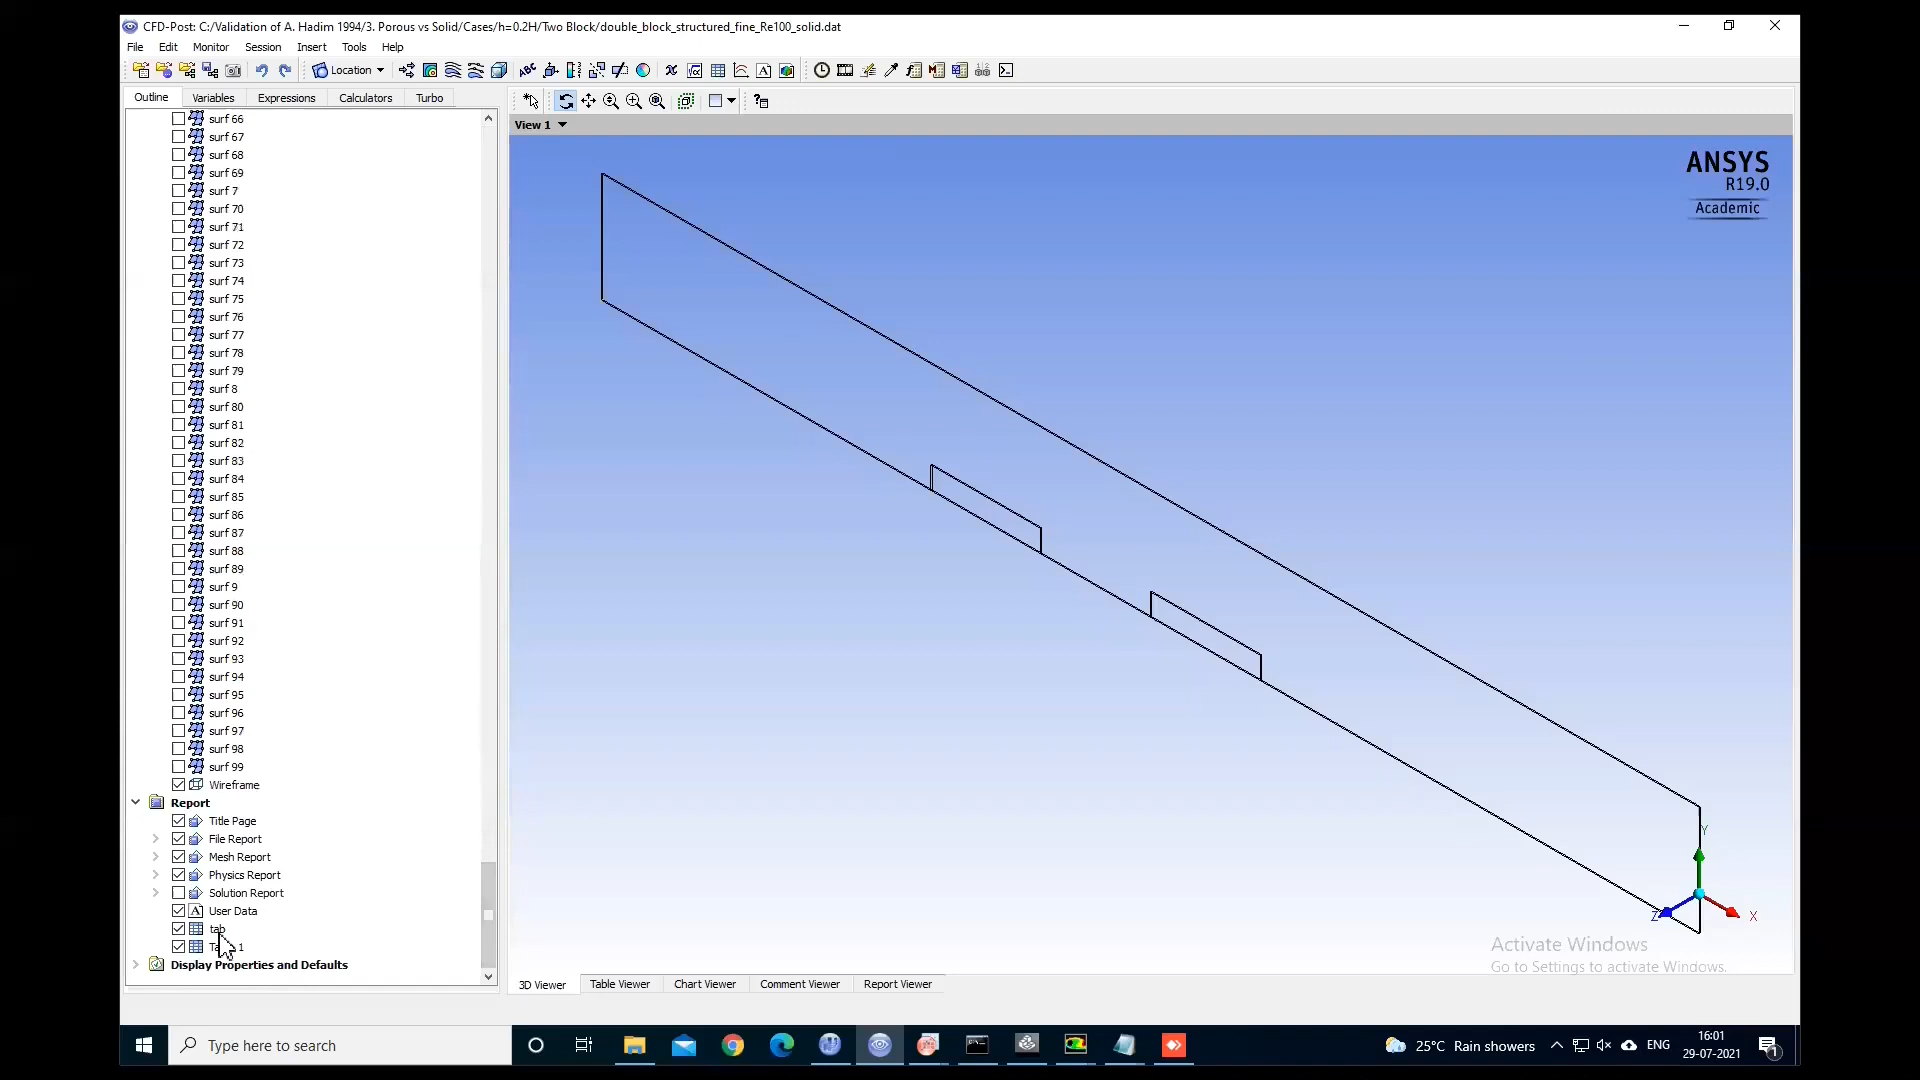 CFD-Post: C:/Validation of A. Hadim 1994/3. Porous vs Solid/Cases/h=0.2H/Two Block/double_block_structured_fine_Re100_solid.dat
File Edit Monitor Session Insert Tools Help
Location
Outline Variables Expressions Calculators Turbo
View 1
surf 66
surf 67
surf 68
surf 69
surf 7
surf 70
surf 71
surf 72
surf 73
surf 74
surf 75
surf 76
surf 77
surf 78
surf 79
surf 8
surf 80
surf 81
surf 82
surf 83
surf 84
surf 85
surf 86
surf 87
surf 88
surf 89
surf 9
surf 90
surf 91
surf 92
surf 93
surf 94
surf 95
surf 96
surf 97
surf 98
surf 99
Wireframe
Report
Title Page
File Report
Mesh Report
Physics Report
Solution Report
User Data
tab
1
Display Properties and Defaults
ANSYS
R19.0
Academic
Y
Z
X
Activate Windows
Go to Settings to activate Windows.
3D Viewer Table Viewer Chart Viewer Comment Viewer Report Viewer
Type here to search
25°C Rain showers
ENG
16:01
29-07-2021
1